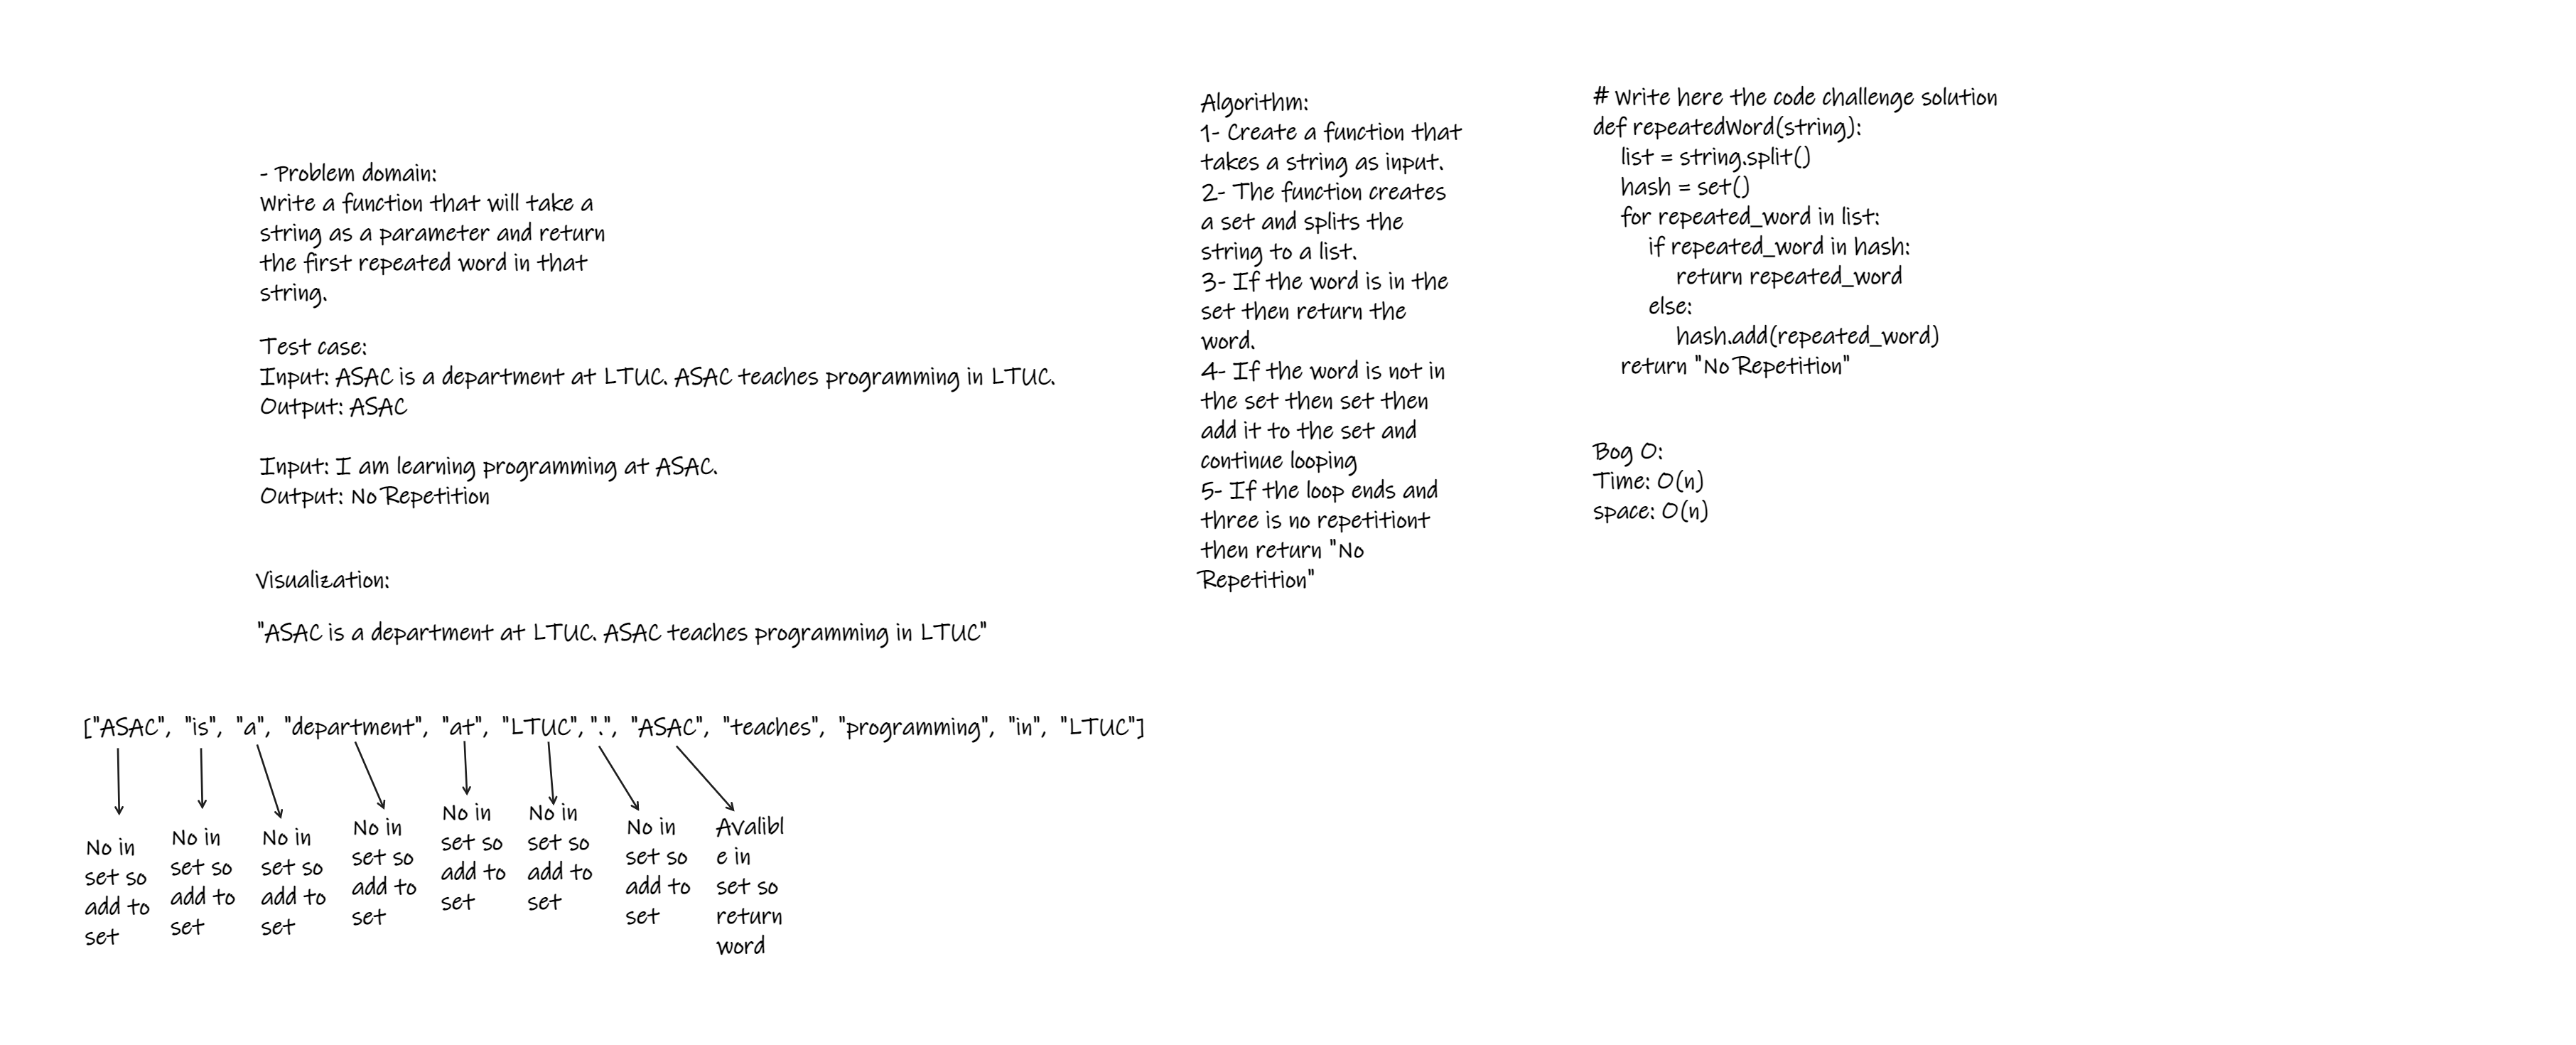 - Problem domain:
Write a function that will take a
string as a parameter and return
the first repeated word in that
string.
Test case:
Input: ASAC is a department at LTUC. ASAC teaches programming in LTUC.
Output: ASAC
Input: I am learning programming at ASAC.
Output: No Repetition
Visualization:
"ASAC is a department at LTUC. ASAC teaches programming in LTUC"
["ASAC", "is", "a", "department", "at", "LTUC",".", "ASAC", "teaches", "programming", "in", "LTUC"]
No in
set so
add to
set
No in
set so
add to
set
No in
set so
add to
set
No in
set so
add to
set
No in
set so
add to
set
No in
set so
add to
set
No in
set so
add to
set
Avalibl
e in
set so
return
word
Algorithm:
1- Create a function that
takes a string as input.
2- The function creates
a set and splits the
string to a list.
3- If the word is in the
set then return the
word.
4- If the word is not in
the set then set then
add it to the set and
continue looping
5- If the loop ends and
three is no repetitiont
then return "No
Repetition"
# Write here the code challenge solution
def repeatedWord(string):
    list = string.split()
    hash = set()
    for repeated_word in list:
        if repeated_word in hash:
            return repeated_word
        else:
            hash.add(repeated_word)
    return "No Repetition"
Bog O:
Time: O(n)
space: O(n)